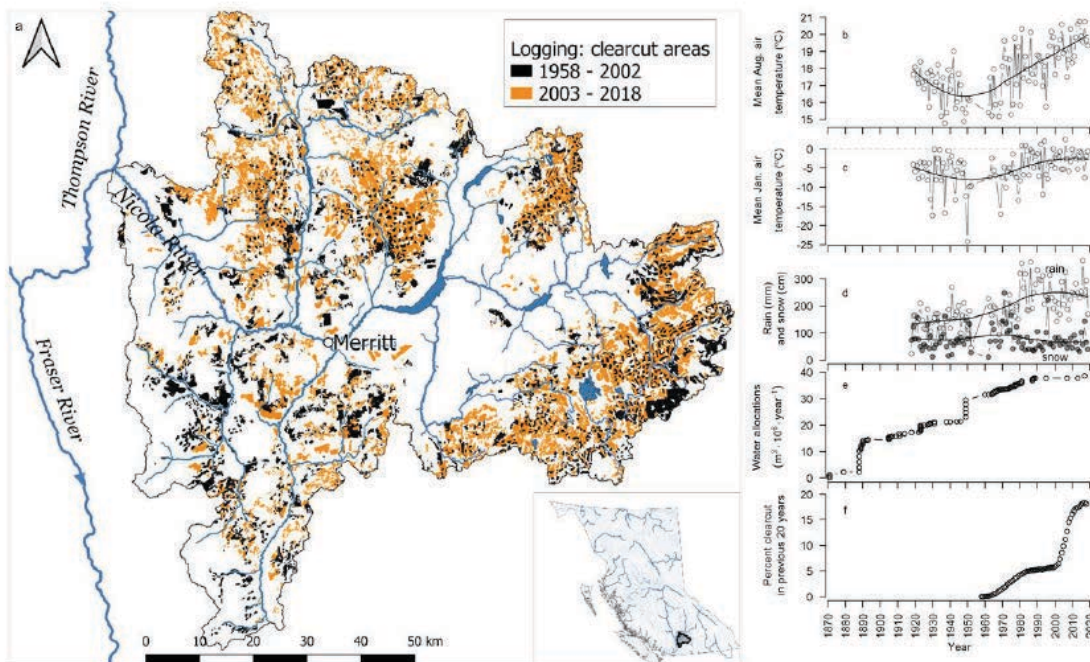 a
Logging: clearcut areas
1958 - 2002
2003 - 2018
Thompson River
Nicola River
Merritt
Fraser River
0 10 20 30 40 50 km
b
Mean Aug. air
temperature (°C)
21
20
19
18
17
16
15
c
Mean Jan. air
temperature (°C)
0
-5
-10
-15
-20
-25
d
Rain (mm)
and snow (cm)
300
200
100
0
rain
snow
e
Water allocations
(m³·10⁶·year⁻¹)
40
30
20
10
0
f
Percent clearcut
in previous 20 years
20
15
10
5
0
1870 1880 1890 1900 1910 1920 1930 1940 1950 1960 1970 1980 1990 2000 2010 2020
Year